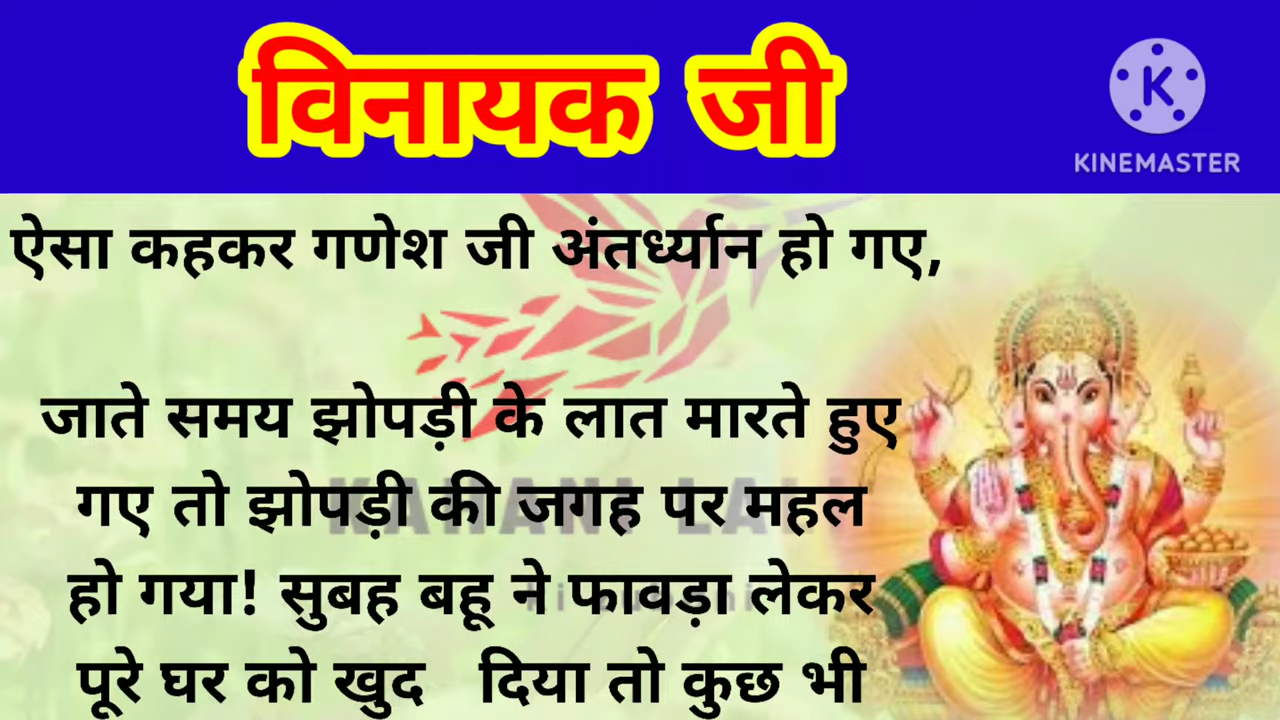 विनायक जी
K
KINEMASTER
ऐसा कहकर गणेश जी अंतर्ध्यान हो गए,
जाते समय झोपड़ी के लात मारते हुए
गए तो झोपड़ी की जगह पर महल
हो गया! सुबह बहू ने फावड़ा लेकर
पूरे घर को खुद दिया तो कुछ भी